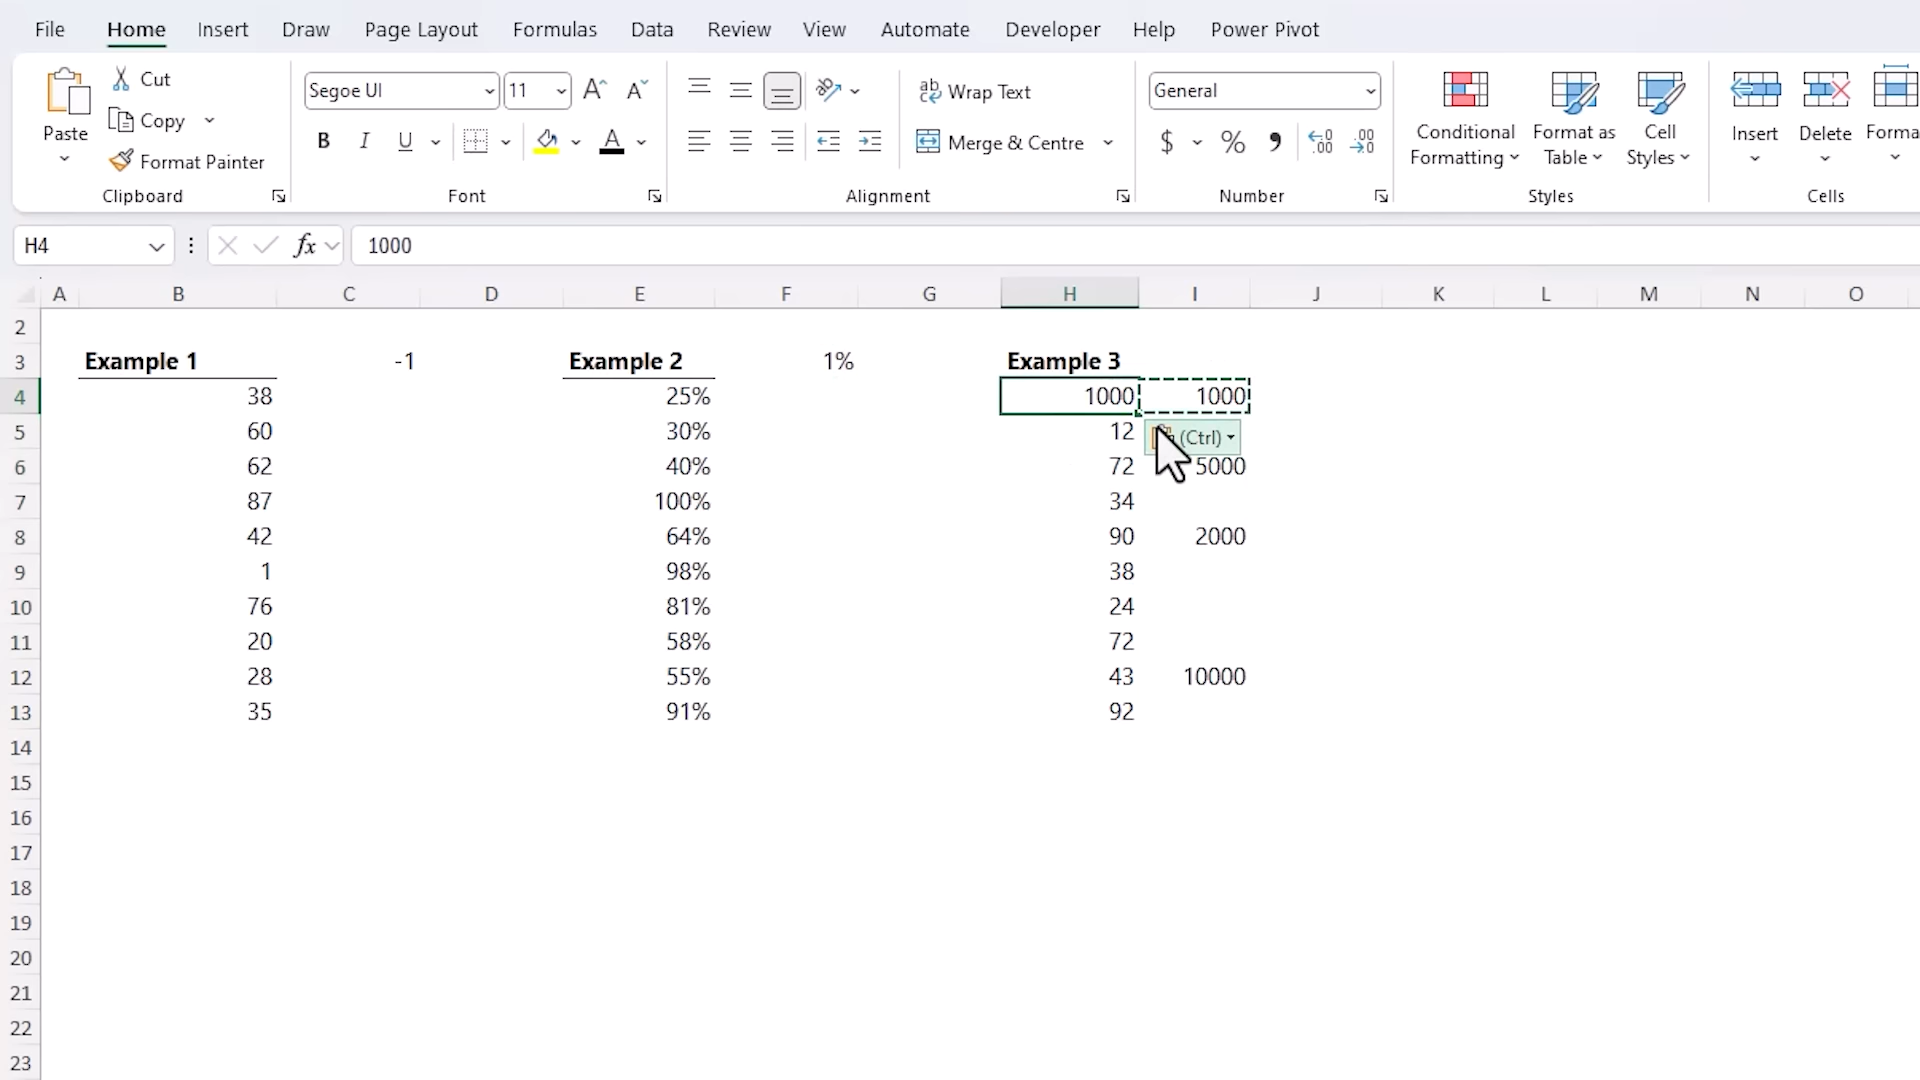 File Home Insert Draw Page Layout Formulas Data Review View Automate Developer Help Power Pivot
Paste
Cut
Copy
Format Painter
Clipboard
Segoe UI 11 A A
B I U A
Font
ab Wrap Text
Merge & Centre
Alignment
General
$ % 9 .00 .00
Number
Conditional Formatting
Format as Table
Cell Styles
Styles
Insert Delete Forma
Cells
H4 fx 1000
A B C D E F G H I J K L M N O
2
3 Example 1 -1 Example 2 1% Example 3
4 38 25% 1000 1000
5 60 30% 12 (Ctrl)
6 62 40% 72 5000
7 87 100% 34
8 42 64% 90 2000
9 1 98% 38
10 76 81% 24
11 20 58% 72
12 28 55% 43 10000
13 35 91% 92
14
15
16
17
18
19
20
21
22
23